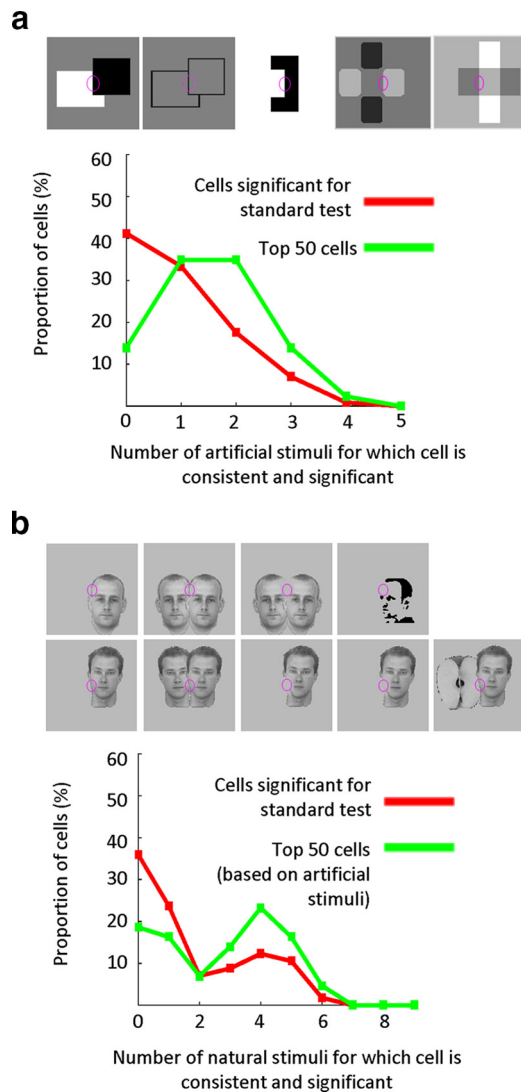 a
60
50
40
30
20
10
Proportion of cells (%)
Cells significant for
standard test
Top 50 cells
0 1 2 3 4 5
Number of artificial stimuli for which cell is
consistent and significant
b
60
50
40
30
20
10
Proportion of cells (%)
Cells significant for
standard test
Top 50 cells
(based on artificial
stimuli)
0 2 4 6 8
Number of natural stimuli for which cell is
consistent and significant